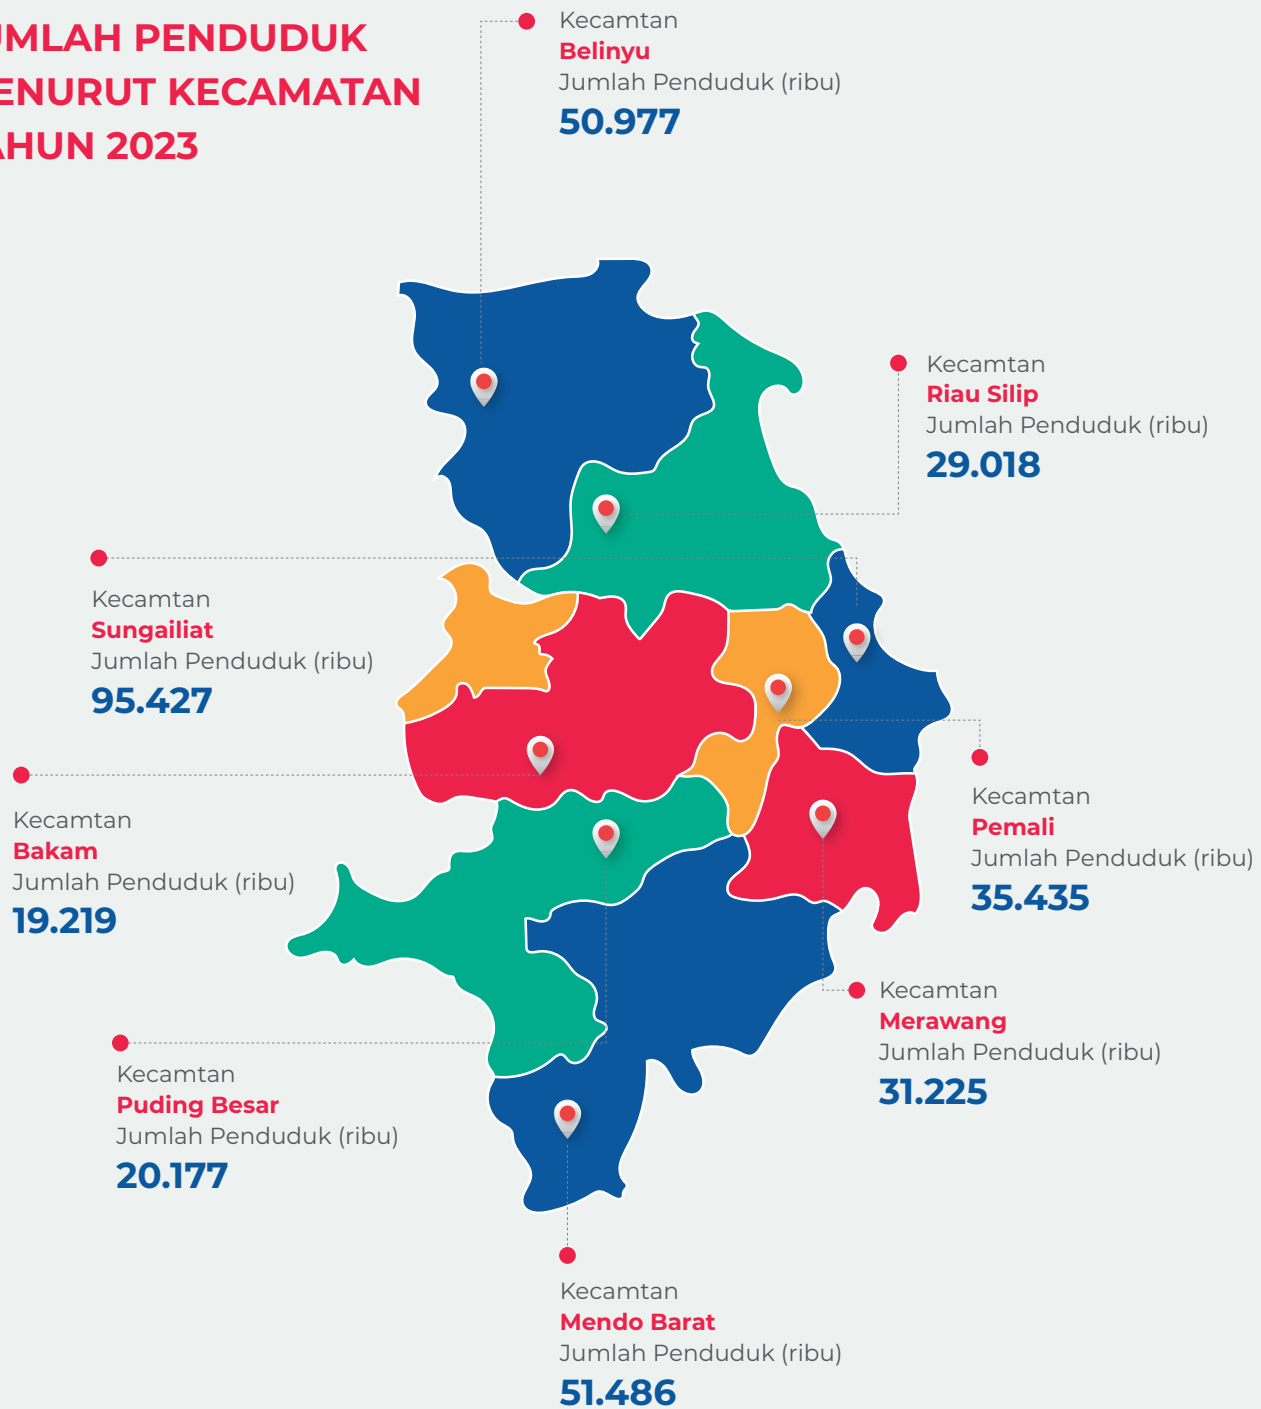 UMLAH PENDUDUK
ENURUT KECAMATAN
AHUN 2023
Kecamtan
Belinyu
Jumlah Penduduk (ribu)
50.977
Kecamtan
Riau Silip
Jumlah Penduduk (ribu)
29.018
Kecamtan
Sungailiat
Jumlah Penduduk (ribu)
95.427
Kecamtan
Bakam
Jumlah Penduduk (ribu)
19.219
Kecamtan
Pemali
Jumlah Penduduk (ribu)
35.435
Kecamtan
Merawang
Jumlah Penduduk (ribu)
31.225
Kecamtan
Puding Besar
Jumlah Penduduk (ribu)
20.177
Kecamtan
Mendo Barat
Jumlah Penduduk (ribu)
51.486